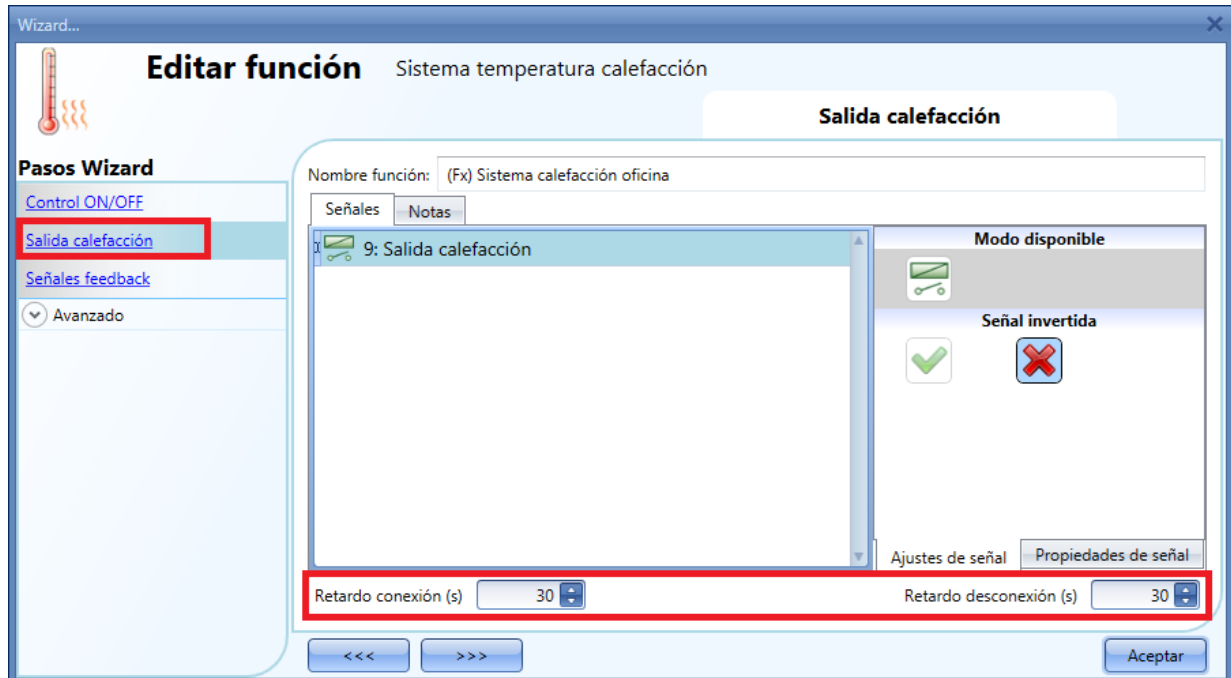 Wizard...
Editar función Sistema temperatura calefacción
Salida calefacción
Pasos Wizard
Control ON/OFF
Salida calefacción
Señales feedback
Avanzado
Nombre función: (Fx) Sistema calefacción oficina
Señales Notas
9: Salida calefacción
Modo disponible
Señal invertida
Ajustes de señal Propiedades de señal
Retardo conexión (s) 30 Retardo desconexión (s) 30
<<< >>> Aceptar